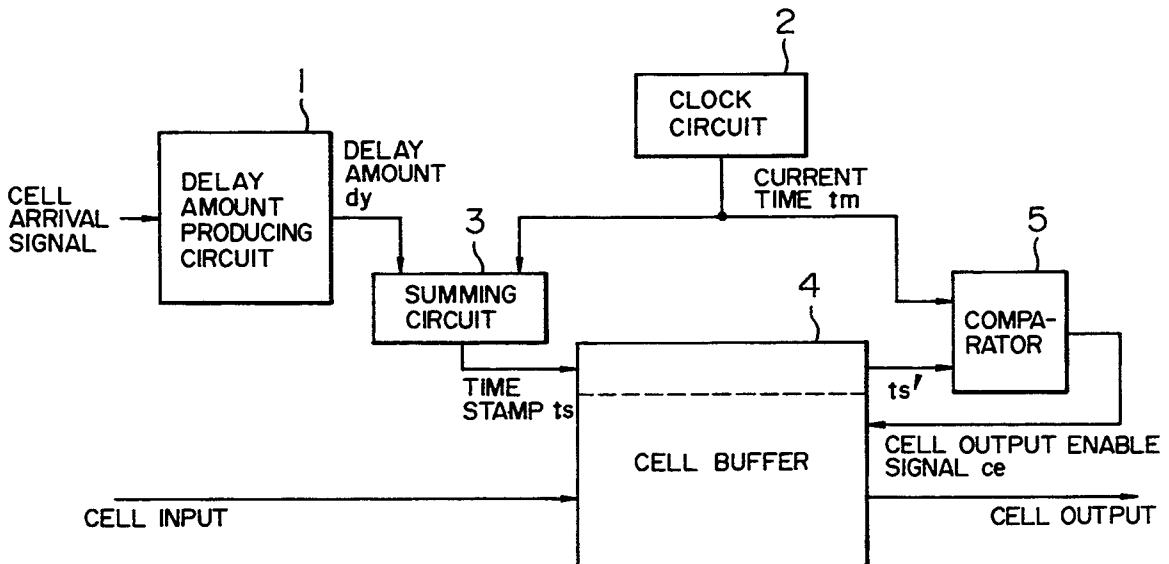 2
1
CLOCK
CIRCUIT
DELAY
AMOUNT
dy
CELL
ARRIVAL
SIGNAL
DELAY
AMOUNT
PRODUCING
CIRCUIT
CURRENT
TIME tm
3
5
SUMMING
CIRCUIT
4
COMPA-
RATOR
TIME
STAMP ts
ts'
CELL BUFFER
CELL OUTPUT ENABLE
SIGNAL ce
CELL INPUT
CELL OUTPUT